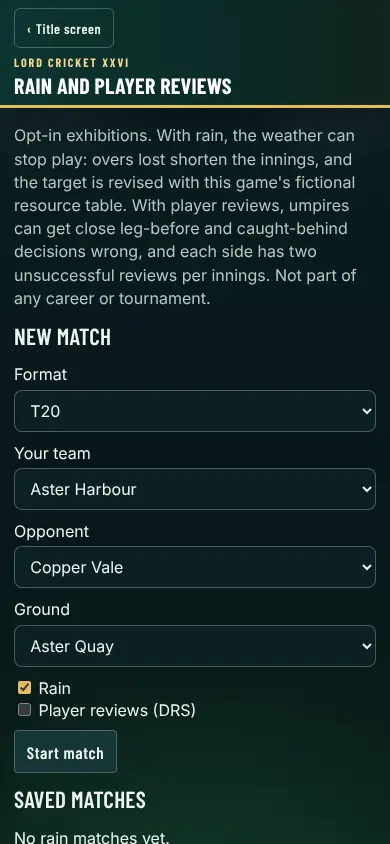 ‹ Title screen
LORD CRICKET XXVI
RAIN AND PLAYER REVIEWS
Opt-in exhibitions. With rain, the weather can
stop play: overs lost shorten the innings, and
the target is revised with this game's fictional
resource table. With player reviews, umpires
can get close leg-before and caught-behind
decisions wrong, and each side has two
unsuccessful reviews per innings. Not part of
any career or tournament.
NEW MATCH
Format
T20
Your team
Aster Harbour
Opponent
Copper Vale
Ground
Aster Quay
Rain
Player reviews (DRS)
Start match
SAVED MATCHES
No rain matches yet.